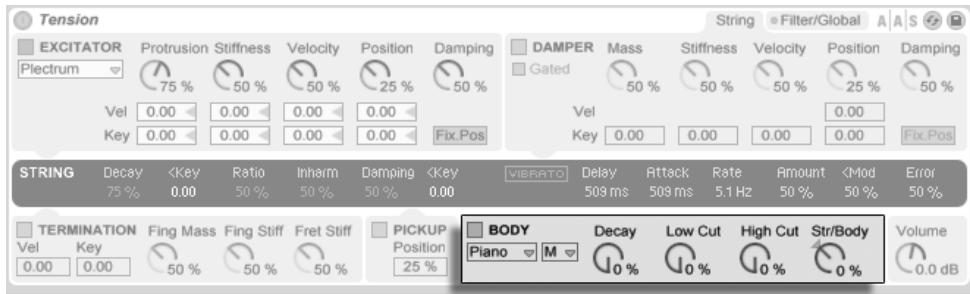 Tension String Filter/Global A A S
EXCITATOR Protrusion Stiffness Velocity Position Damping
Plectrum 75 % 50 % 50 % 25 % 50 %
Vel 0.00 0.00 0.00 0.00
Key 0.00 0.00 0.00 0.00 Fix.Pos
DAMPER Mass Stiffness Velocity Position Damping
Gated 50 % 50 % 50 % 25 % 50 %
Vel 0.00
Key 0.00 0.00 0.00 0.00 Fix.Pos
STRING Decay <Key Ratio Inharm Damping <Key VIBRATO Delay Attack Rate Amount <Mod Error
75 % 0.00 50 % 50 % 50 % 0.00 509 ms 509 ms 5.1 Hz 50 % 50 % 50 %
TERMINATION Fing Mass Fing Stiff Fret Stiff
Vel Key
0.00 0.00 50 % 50 % 50 %
PICKUP
Position
25 %
BODY Decay Low Cut High Cut Str/Body
Piano M 0 % 0 % 0 % 0 %
Volume
0.0 dB